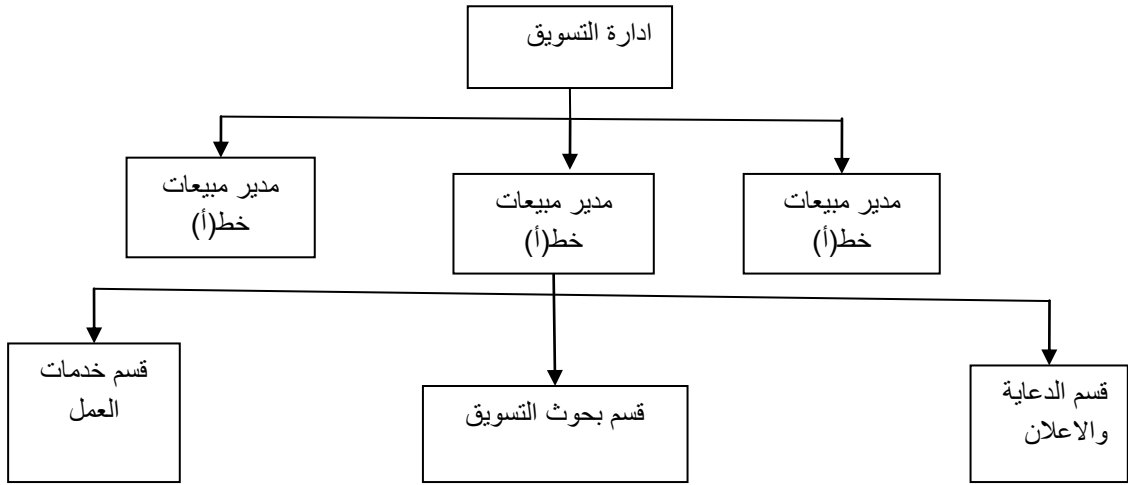 ادارة التسويق
مدير مبيعات
خط(أ)
مدير مبيعات
خط(أ)
مدير مبيعات
خط(أ)
قسم الدعاية
والاعلان
قسم بحوث التسويق
قسم خدمات
العمل